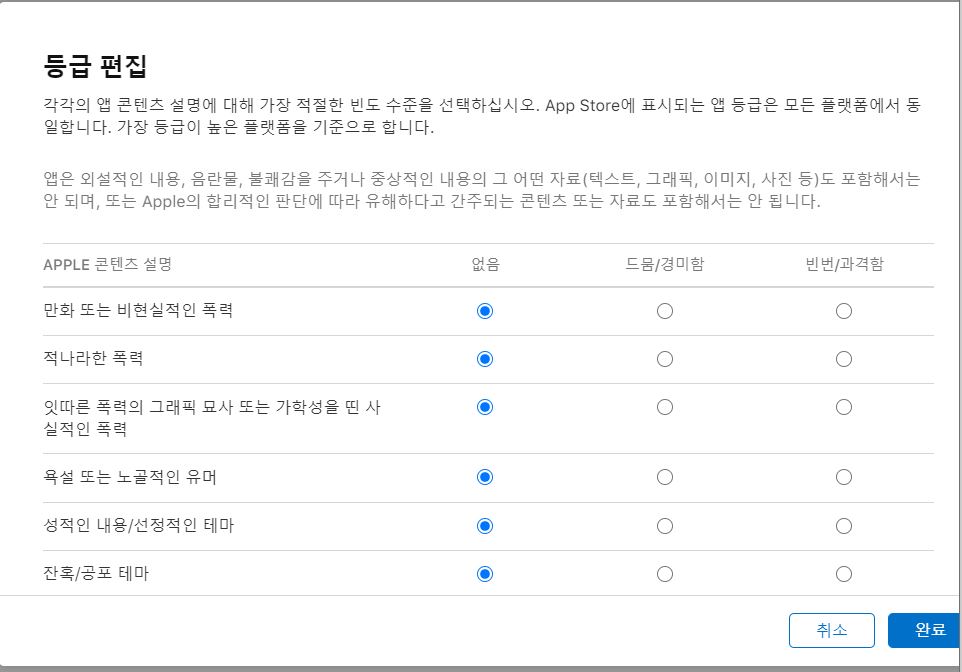 등급 편집
각각의 앱 콘텐츠 설명에 대해 가장 적절한 빈도 수준을 선택하십시오. App Store에 표시되는 앱 등급은 모든 플랫폼에서 동
일합니다. 가장 등급이 높은 플랫폼을 기준으로 합니다.
앱은 외설적인 내용, 음란물, 불쾌감을 주거나 중상적인 내용의 그 어떤 자료(텍스트, 그래픽, 이미지, 사진 등)도 포함해서는
안 되며, 또는 Apple의 합리적인 판단에 따라 유해하다고 간주되는 콘텐츠 또는 자료도 포함해서는 안 됩니다.
APPLE 콘텐츠 설명 없음 드뭄/경미함 빈번/과격함
만화 또는 비현실적인 폭력
적나라한 폭력
잇따른 폭력의 그래픽 묘사 또는 가학성을 띤 사
실적인 폭력
욕설 또는 노골적인 유머
성적인 내용/선정적인 테마
잔혹/공포 테마
취소 완료